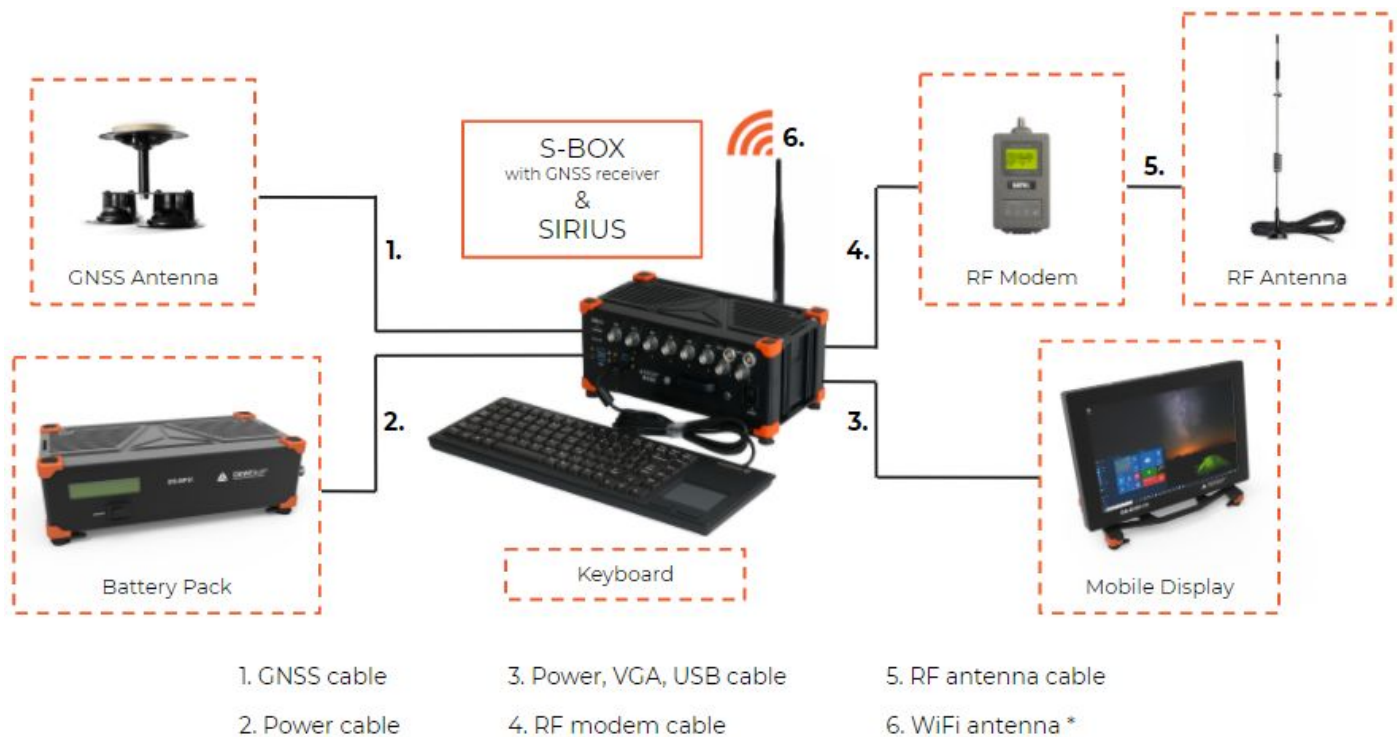 S-BOX
with GNSS receiver
&
SIRIUS
6.
5.
4.
1.
GNSS Antenna
RF Modem
RF Antenna
2.
3.
Battery Pack
Keyboard
Mobile Display
1. GNSS cable
3. Power, VGA, USB cable
5. RF antenna cable
2. Power cable
4. RF modem cable
6. WiFi antenna *